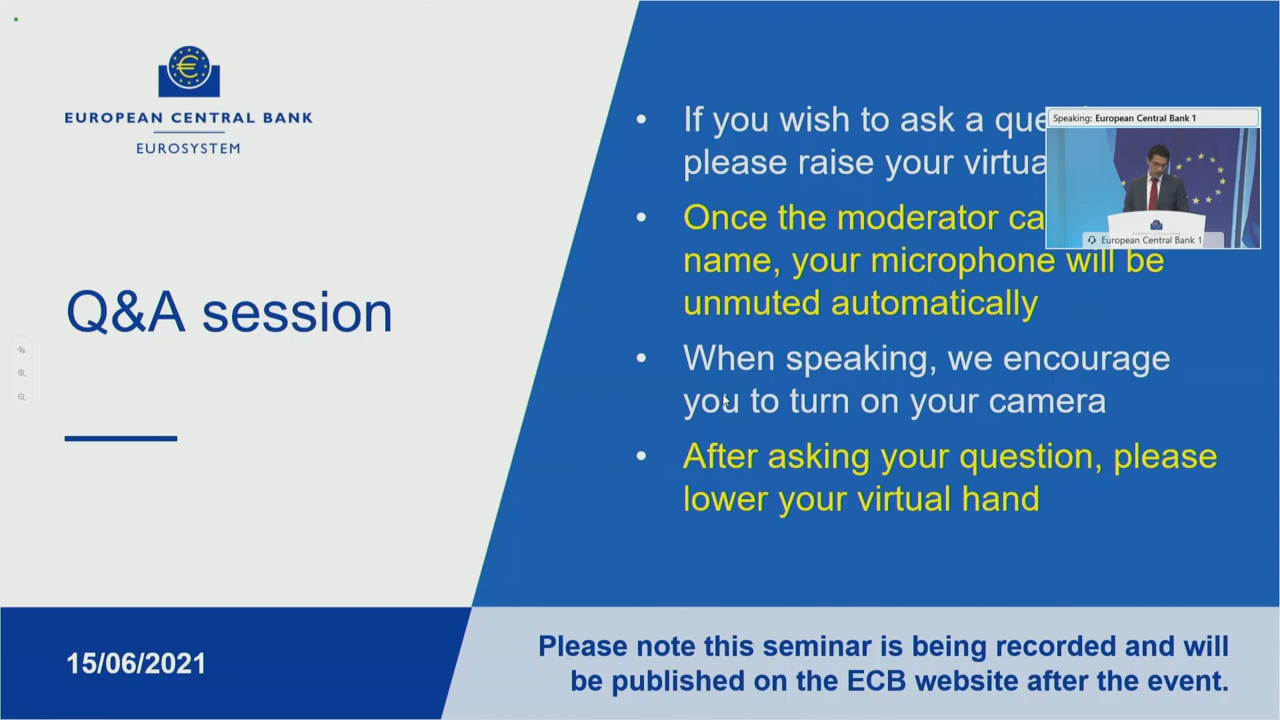 EUROPEAN CENTRAL BANK
EUROSYSTEM
Q&A session
15/06/2021
• If you wish to ask a
please raise your
• Once the moderator
name, your microphone will be
unmuted automatically
• When speaking, we encourage
you to turn on your camera
• After asking your question, please
lower your virtual hand
Speaking: European Central Bank 1
European Central Bank 1
Please note this seminar is being recorded and will
be published on the ECB website after the event.